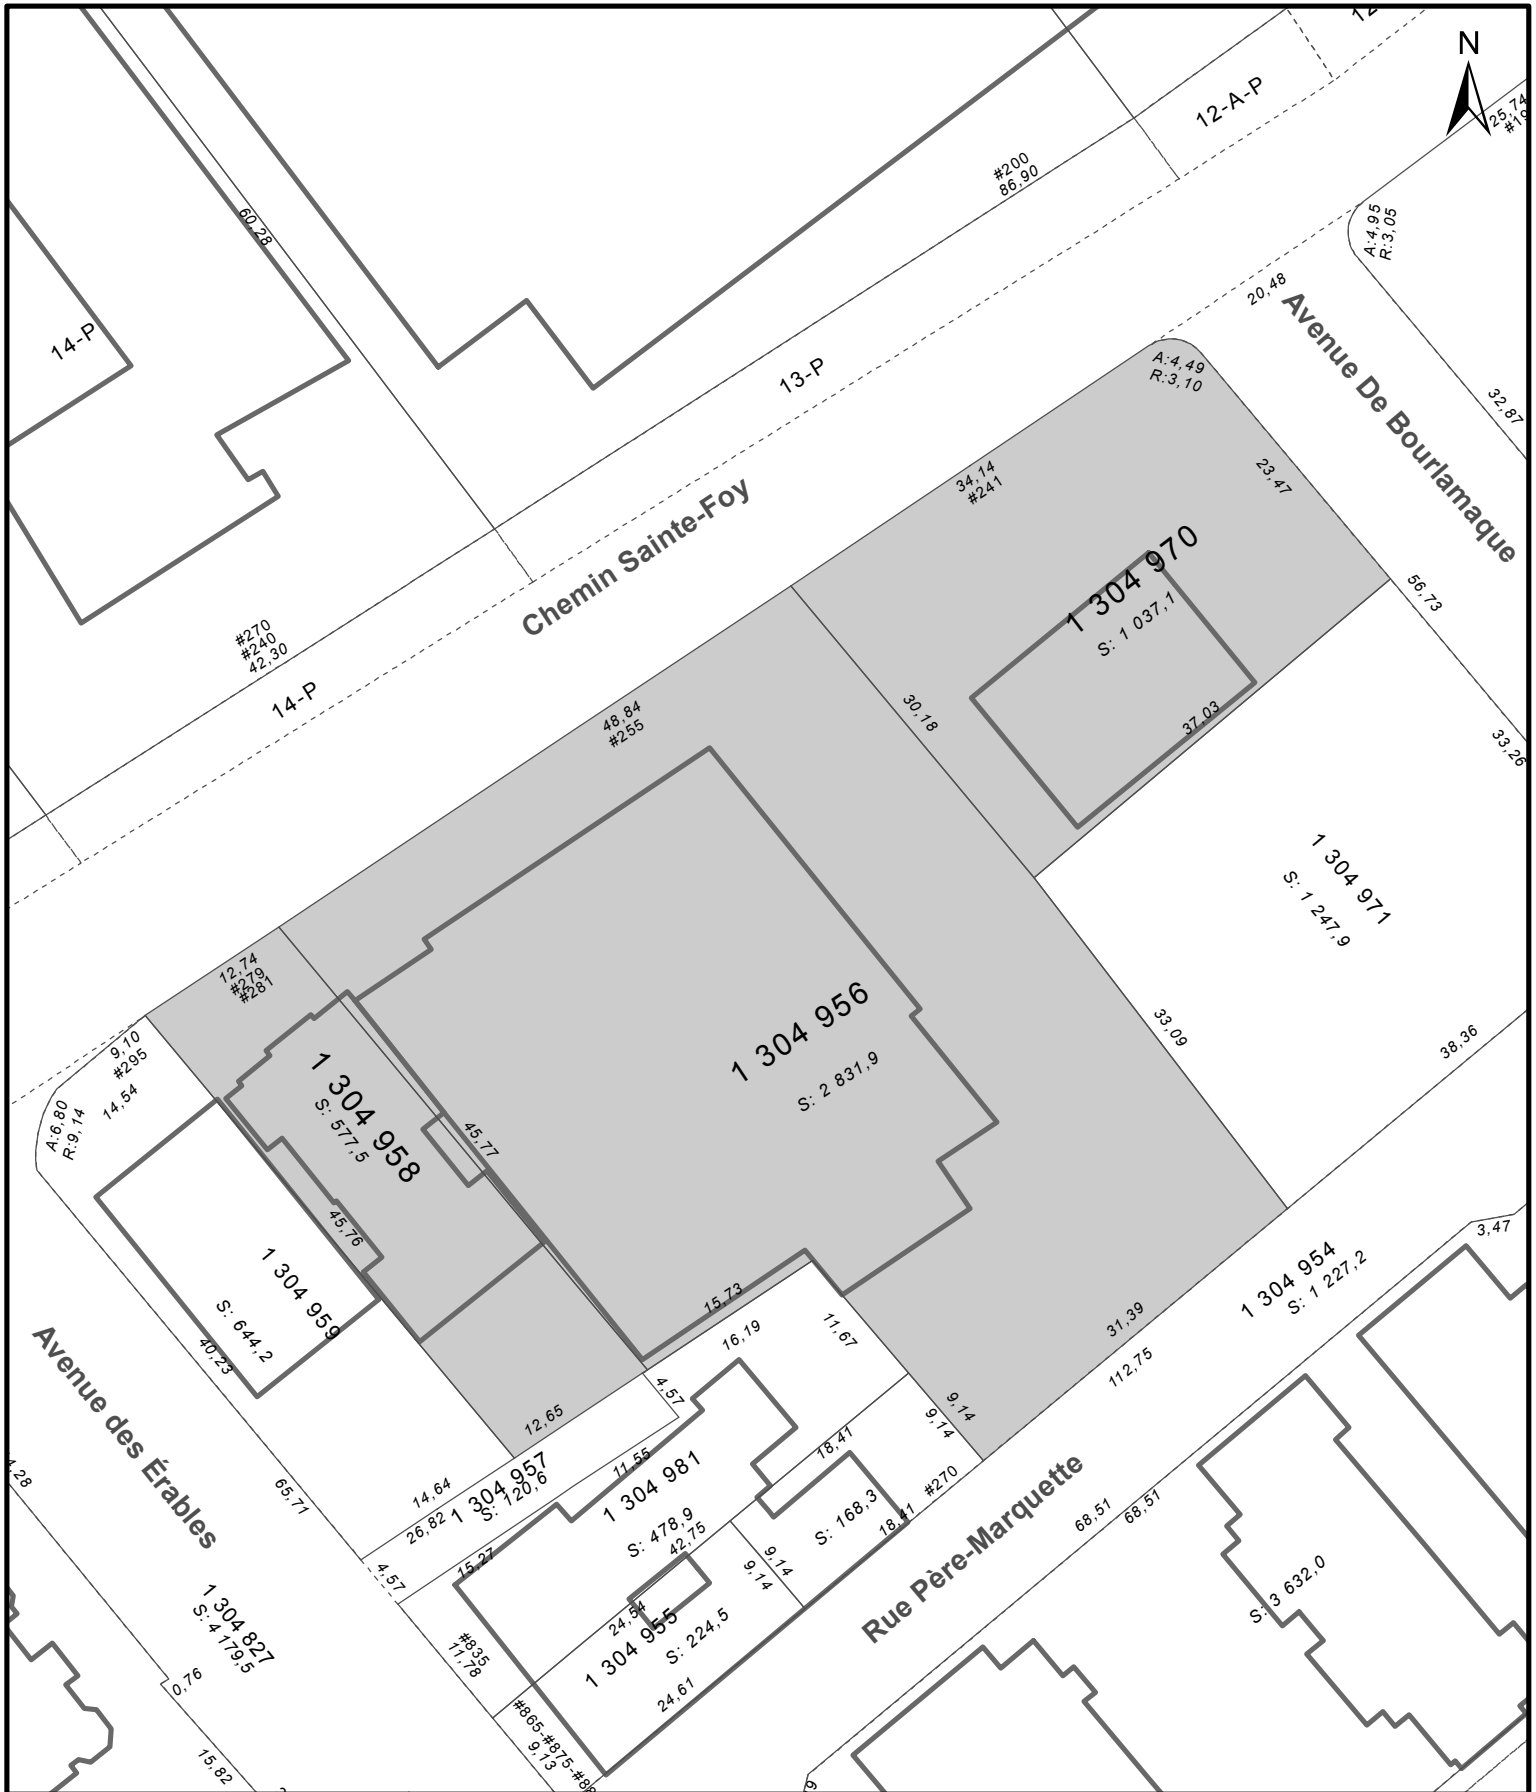 N
12-A-P
25,74
#200
86,90
60,28
A:4,95
R:3,05
20,48
Avenue De Bourlamaque
14-P
13-P
A:4,49
R:3,10
32,87
23,47
34,14
#241
Chemin Sainte-Foy
1 304 970
S: 1 037,1
56,73
#270
#240
42,30
14-P
48,84
#255
30,18
37,03
33,26
1 304 971
S: 1 247,9
12,74
#279
#281
1 304 956
S: 2 831,9
33,09
38,36
9,10
#295
14,54
A:6,80
R:9,14
1 304 958
S: 577,5
45,77
45,76
1 304 959
S: 644,2
40,23
3,47
1 304 954
S: 1 227,2
15,73
16,19
11,67
31,39
112,75
Avenue des Érables
4,57
12,65
9,14
9,14
18,41
11,55
1 304 981
S: 478,9
42,75
14,64
26,82
1 304 957
S: 120,6
65,71
#270
S: 168,3
18,41
Rue Père-Marquette
68,51
68,51
15,27
4,57
9,14
9,14
S: 3 632,0
1 304 827
S:4 179,5
24,54
1 304 955
S: 224,5
#835
11,78
0,76
24,61
#865-#875-#88
9,13
15,82